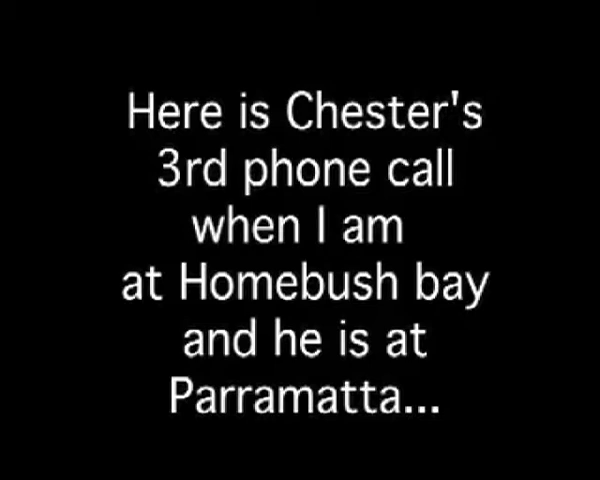 Here is Chester's
3rd phone call
when I am
at Homebush bay
and he is at
Parramatta...